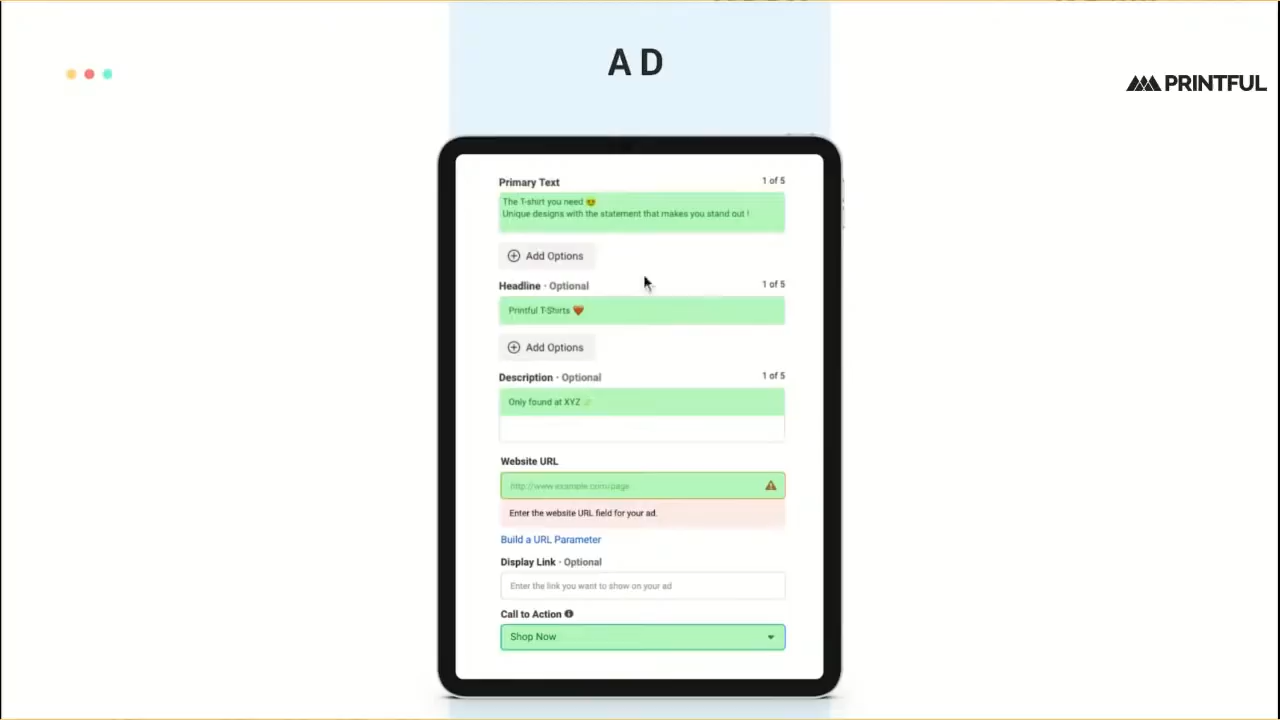 AD
PRINTFUL
Primary Text
1 of 5
The T-shirt you need
Unique designs with the statement that makes you stand out !
Add Options
Headline · Optional
1 of 5
Printful T-Shirts
Add Options
Description · Optional
1 of 5
Only found at XYZ
Website URL
http://www.example.com/page
Enter the website URL field for your ad.
Build a URL Parameter
Display Link · Optional
Enter the link you want to show on your ad
Call to Action
Shop Now